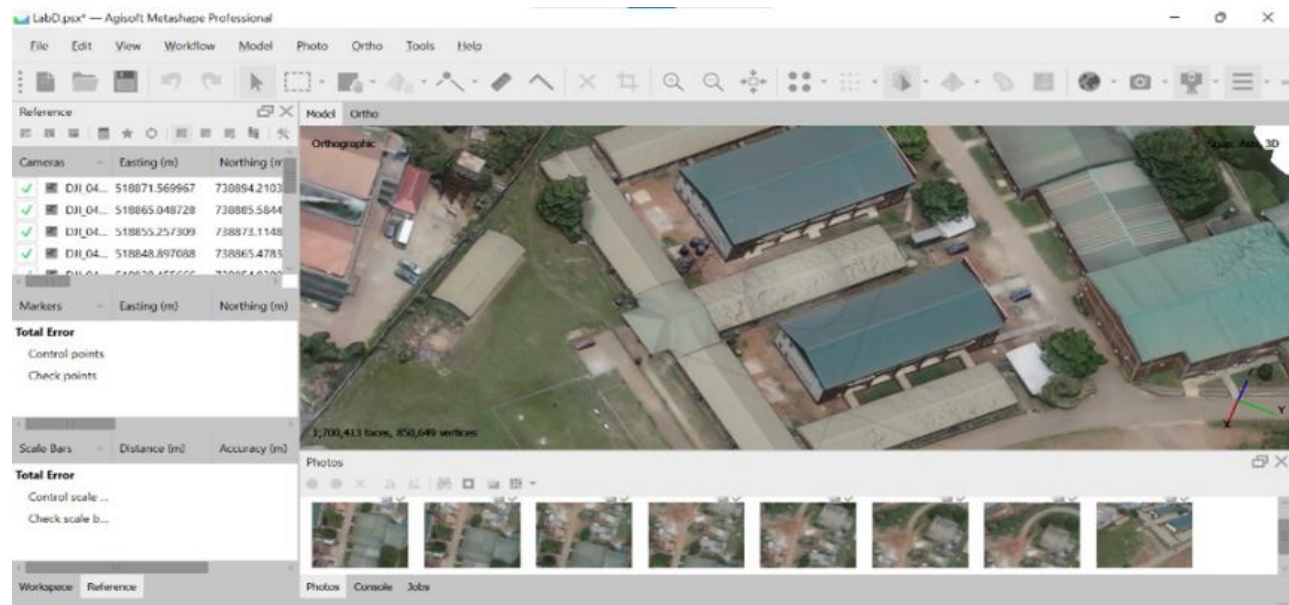 LabD.psx* — Agisoft Metashape Professional
File Edit View Workflow Model Photo Ortho Tools Help
Reference
Model Ortho
Cameras Easting (m) Northing (m
Orthographic
3D
DJI_04... 518871.569967 738894.2103
DJI_04... 518865.048728 738885.5844
DJI_04... 518855.257309 738873.1148
DJI_04... 518848.897088 738865.4783
Markers Easting (m) Northing (m)
Total Error
Control points
Check points
1,700,413 faces, 850,649 vertices
Scale Bars Distance (m) Accuracy (m)
Total Error
Control scale ...
Check scale b...
X
Y
Photos
Workspace Reference
Photos Console Jobs